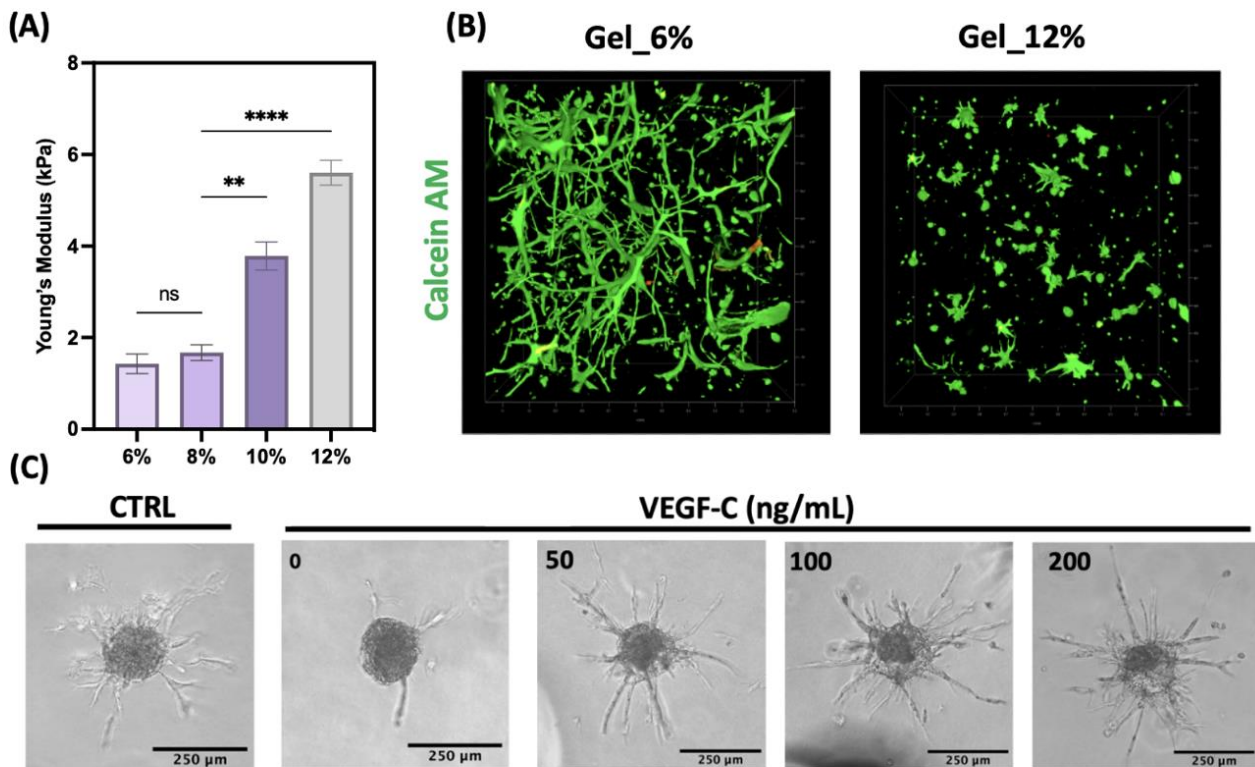 (A)
Young's Modulus (kPa)
8
6
4
2
0
ns
**
****
6% 8% 10% 12%
(B)
Gel_6% Gel_12%
Calcein AM
(C)
CTRL VEGF-C (ng/mL)
0 50 100 200
250 µm 250 µm 250 µm 250 µm 250 µm